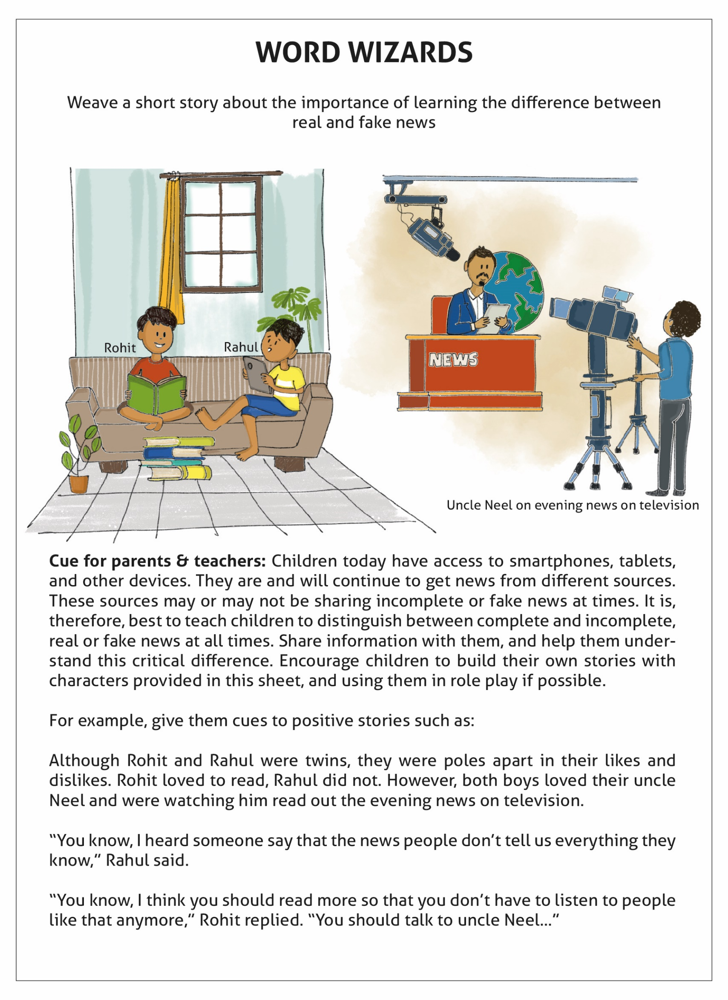 WORD WIZARDS
Weave a short story about the importance of learning the difference between
real and fake news
Rohit
Rahul
NEWS
Uncle Neel on evening news on television
Cue for parents & teachers: Children today have access to smartphones, tablets,
and other devices. They are and will continue to get news from different sources.
These sources may or may not be sharing incomplete or fake news at times. It is,
therefore, best to teach children to distinguish between complete and incomplete,
real or fake news at all times. Share information with them, and help them under-
stand this critical difference. Encourage children to build their own stories with
characters provided in this sheet, and using them in role play if possible.
For example, give them cues to positive stories such as:
Although Rohit and Rahul were twins, they were poles apart in their likes and
dislikes. Rohit loved to read, Rahul did not. However, both boys loved their uncle
Neel and were watching him read out the evening news on television.
“You know, I heard someone say that the news people don’t tell us everything they
know,” Rahul said.
“You know, I think you should read more so that you don’t have to listen to people
like that anymore,” Rohit replied. “You should talk to uncle Neel...”